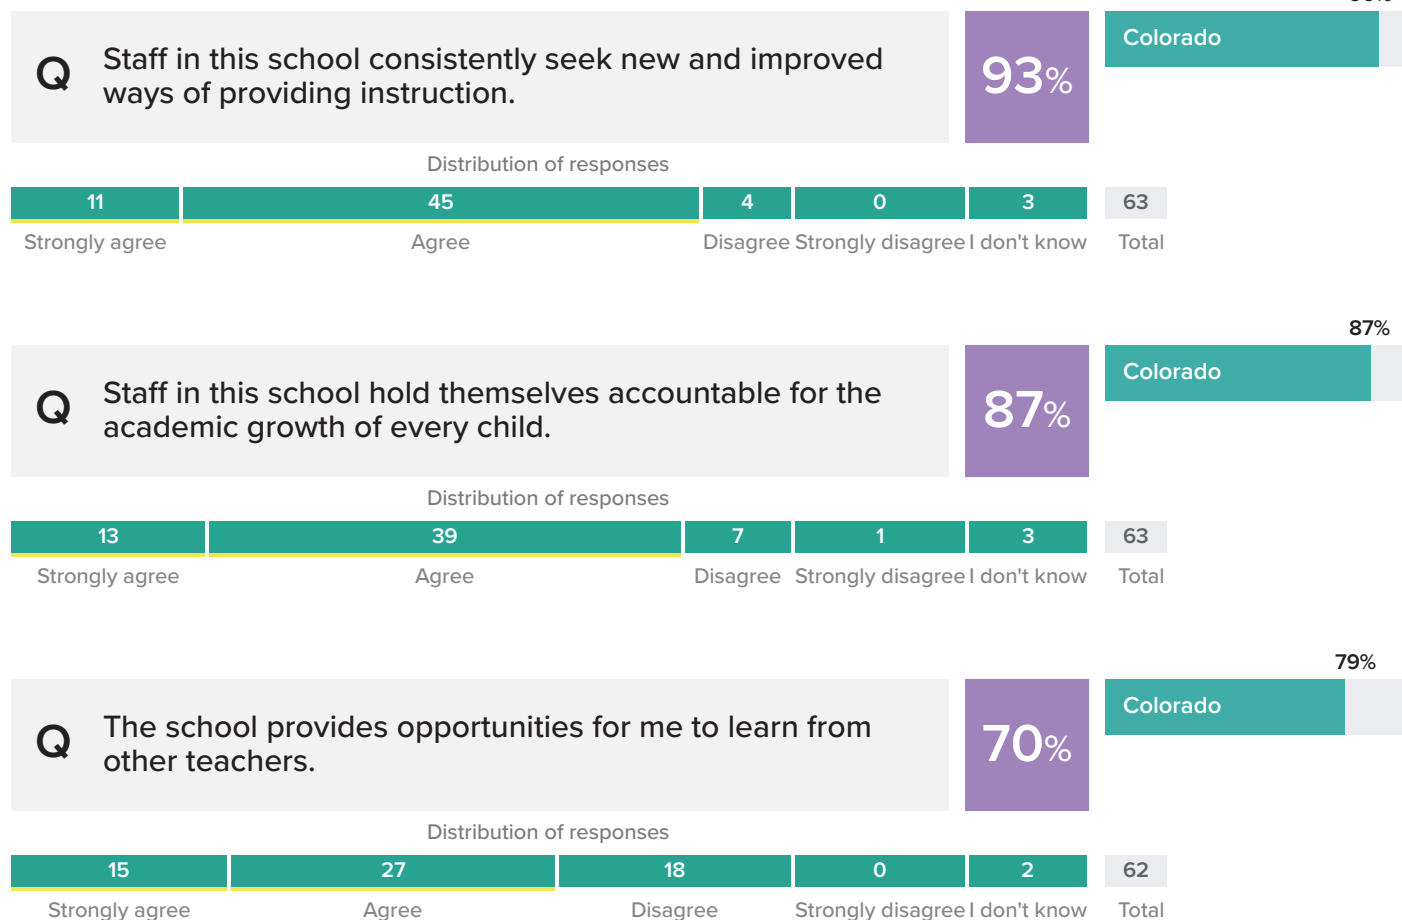 Q
Staff in this school consistently seek new and improved
ways of providing instruction.
93%
Colorado
Distribution of responses
11 45 4 0 3 63
Strongly agree Agree Disagree Strongly disagree I don't know Total
87%
Q
Staff in this school hold themselves accountable for the
academic growth of every child.
87%
Colorado
Distribution of responses
13 39 7 1 3 63
Strongly agree Agree Disagree Strongly disagree I don't know Total
79%
Q
The school provides opportunities for me to learn from
other teachers.
70%
Colorado
Distribution of responses
15 27 18 0 2 62
Strongly agree Agree Disagree Strongly disagree I don't know Total